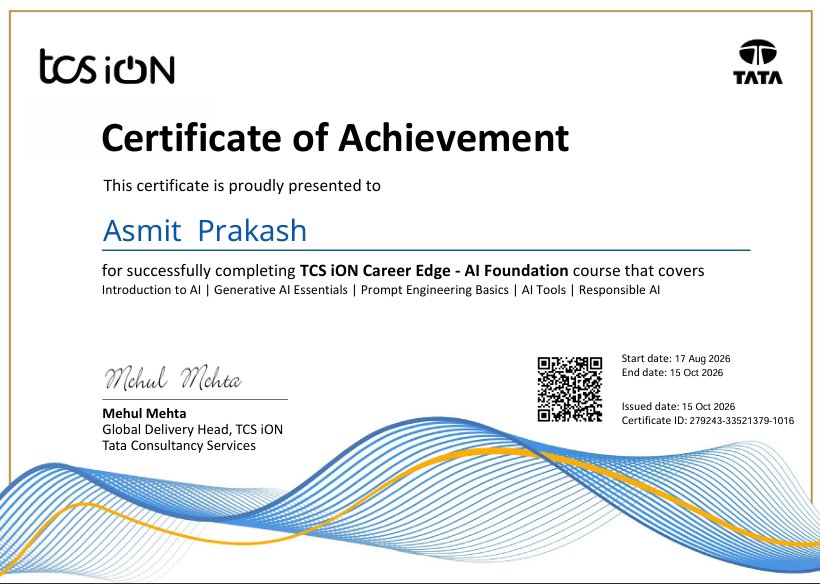 tcs iON
TATA
Certificate of Achievement
This certificate is proudly presented to
Asmit Prakash
for successfully completing TCS iON Career Edge - AI Foundation course that covers
Introduction to AI | Generative AI Essentials | Prompt Engineering Basics | AI Tools | Responsible AI
Mehul Mehta
Mehul Mehta
Global Delivery Head, TCS iON
Tata Consultancy Services
Start date: 17 Aug 2026
End date: 15 Oct 2026
Issued date: 15 Oct 2026
Certificate ID: 279243-33521379-1016